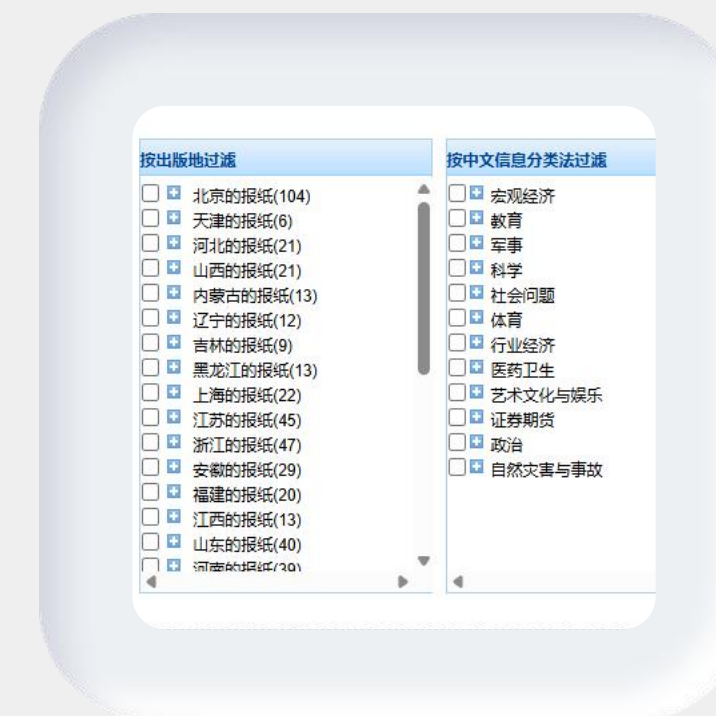 按出版地过滤
北京的报纸(104)
天津的报纸(6)
河北的报纸(21)
山西的报纸(21)
内蒙古的报纸(13)
辽宁的报纸(12)
吉林的报纸(9)
黑龙江的报纸(13)
上海的报纸(22)
江苏的报纸(45)
浙江的报纸(47)
安徽的报纸(29)
福建的报纸(20)
江西的报纸(13)
山东的报纸(40)
河南的报纸(39)
按中文信息分类法过滤
宏观经济
教育
军事
科学
社会问题
体育
行业经济
医药卫生
艺术文化与娱乐
证券期货
政治
自然灾害与事故